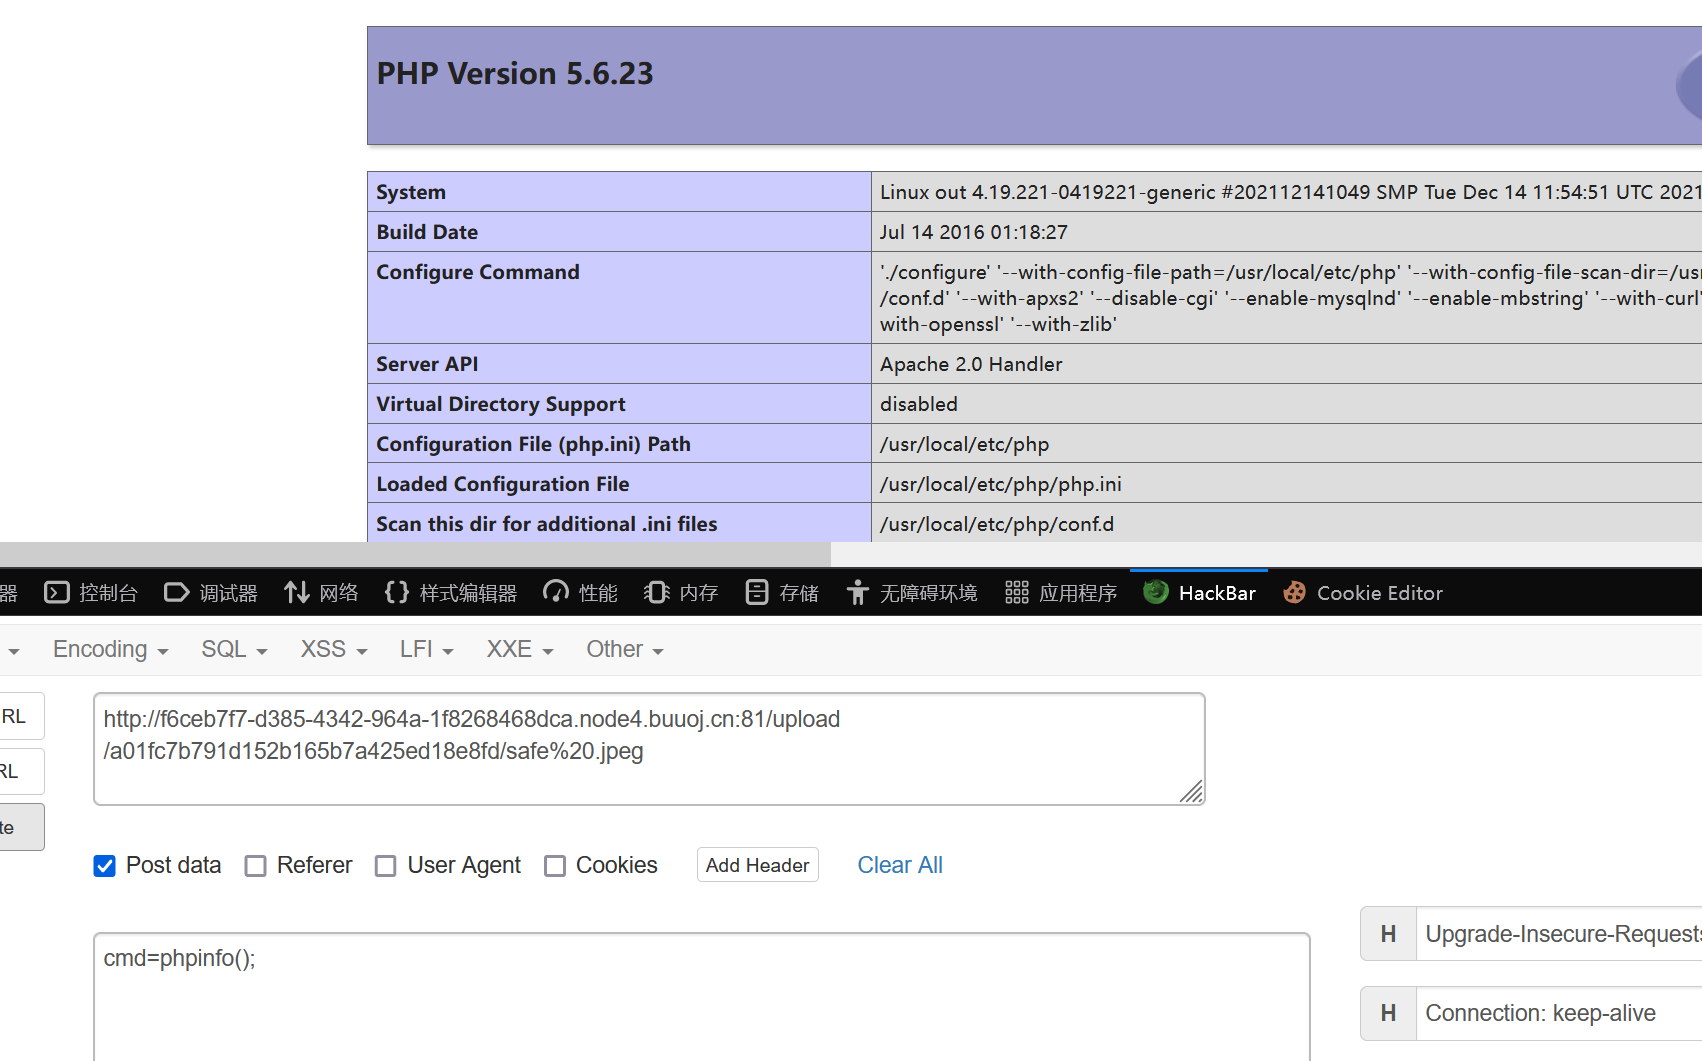 PHP Version 5.6.23
System Linux out 4.19.221-0419221-generic #202112141049 SMP Tue Dec 14 11:54:51 UTC 2021
Build Date Jul 14 2016 01:18:27
Configure Command './configure' '--with-config-file-path=/usr/local/etc/php' '--with-config-file-scan-dir=/usr
/conf.d' '--with-apxs2' '--disable-cgi' '--enable-mysqlnd' '--enable-mbstring' '--with-curl'
with-openssl' '--with-zlib'
Server API Apache 2.0 Handler
Virtual Directory Support disabled
Configuration File (php.ini) Path /usr/local/etc/php
Loaded Configuration File /usr/local/etc/php/php.ini
Scan this dir for additional .ini files /usr/local/etc/php/conf.d
器 控制台 调试器 网络 样式编辑器 性能 内存 存储 无障碍环境 应用程序 HackBar Cookie Editor
Encoding SQL XSS LFI XXE Other
RL
http://f6ceb7f7-d385-4342-964a-1f8268468dca.node4.buuoj.cn:81/upload
/a01fc7b791d152b165b7a425ed18e8fd/safe%20.jpeg
RL
te
Post data Referer User Agent Cookies Add Header Clear All
H Upgrade-Insecure-Requests
cmd=phpinfo();
H Connection: keep-alive